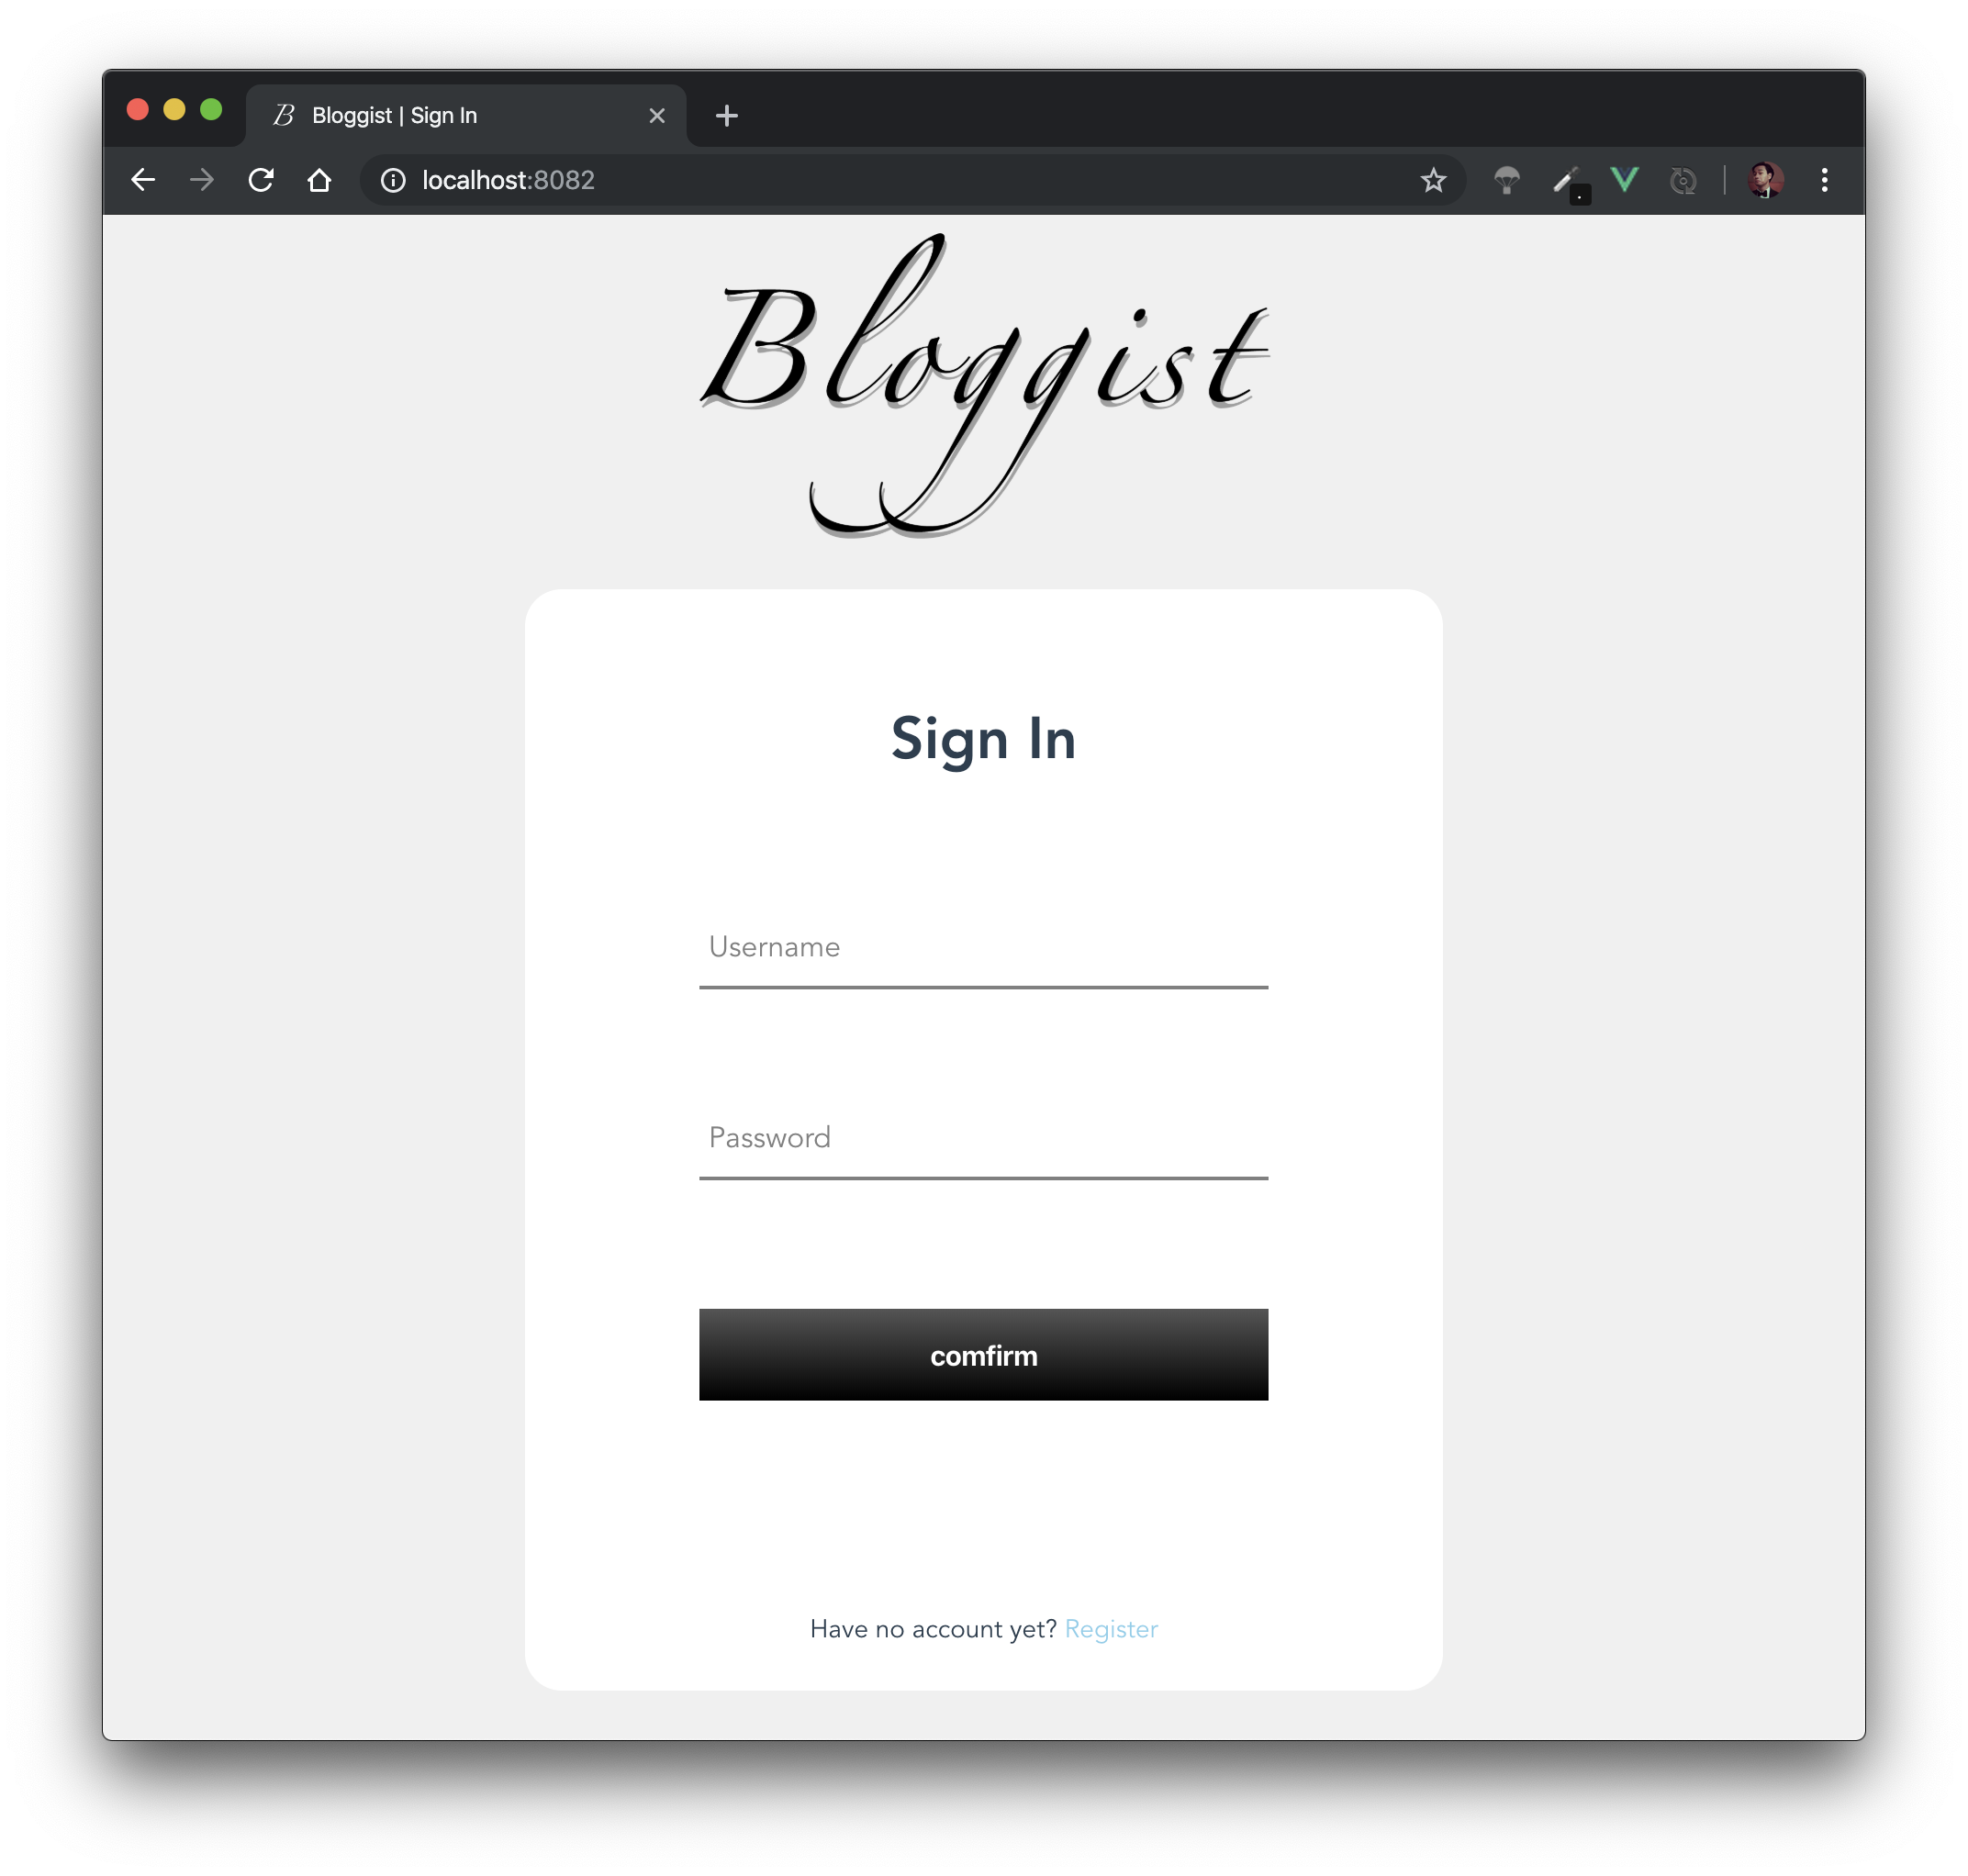 Bloggist | Sign In
localhost:8082
Bloggist
Sign In
Username
Password
comfirm
Have no account yet? Register